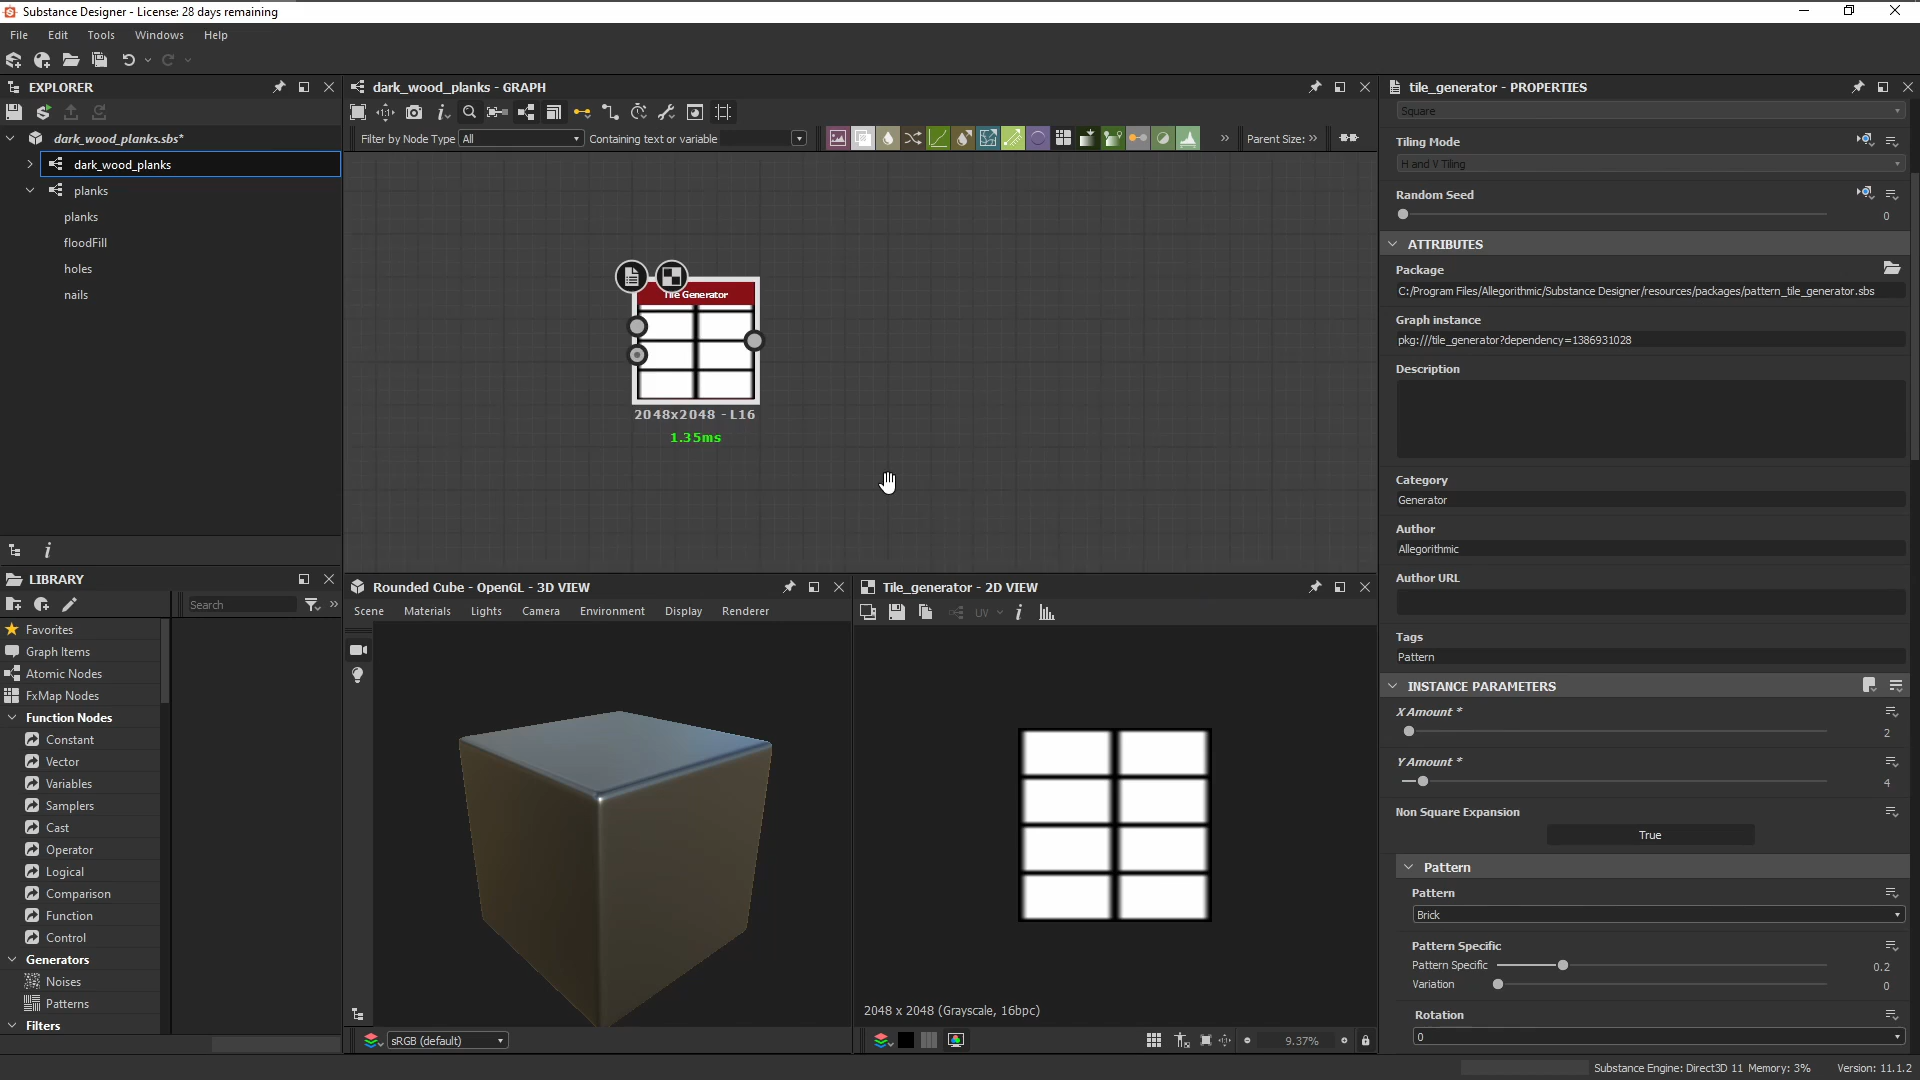 Substance Designer - License: 28 days remaining
File Edit Tools Windows Help
EXPLORER
dark_wood_planks.sbs*
dark_wood_planks
planks
planks
floodFill
holes
nails
dark_wood_planks - GRAPH
Filter by Node Type All Containing text or variable
Parent Size:
Tile Generator
2048x2048 - L16
1.35ms
LIBRARY
Search
Favorites
Graph Items
Atomic Nodes
FxMap Nodes
Function Nodes
Constant
Vector
Variables
Samplers
Cast
Operator
Logical
Comparison
Function
Control
Generators
Noises
Patterns
Filters
Rounded Cube - OpenGL - 3D VIEW
Scene Materials Lights Camera Environment Display Renderer
sRGB (default)
Tile_generator - 2D VIEW
UV
2048 x 2048 (Grayscale, 16bpc)
9.37%
tile_generator - PROPERTIES
Square
Tiling Mode
H and V Tiling
Random Seed
0
ATTRIBUTES
Package
C:/Program Files/Allegorithmic/Substance Designer/resources/packages/pattern_tile_generator.sbs
Graph instance
pkg:///tile_generator?dependency=1386931028
Description
Category
Generator
Author
Allegorithmic
Author URL
Tags
Pattern
INSTANCE PARAMETERS
X Amount *
2
Y Amount *
4
Non Square Expansion
True
Pattern
Pattern
Brick
Pattern Specific
Pattern Specific 0.2
Variation 0
Rotation
0
Substance Engine: Direct3D 11 Memory: 3% Version: 11.1.2